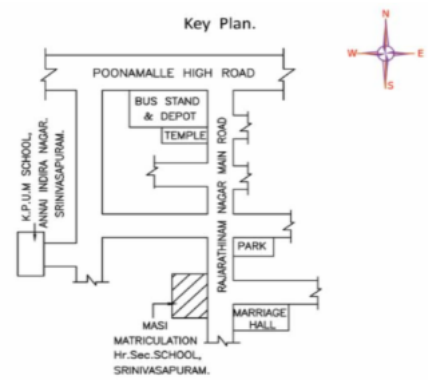 Key Plan.
N
W
E
S
POONAMALLE HIGH ROAD
BUS STAND
& DEPOT
TEMPLE
K.P.U.M SCHOOL,
ANNAI INDIRA NAGAR.
SRINIVASAPURAM.
RAJARATHINAM NAGAR MAIN ROAD
PARK
MARRIAGE
HALL
MASI
MATRICULATION
Hr.Sec.SCHOOL,
SRINIVASAPURAM.